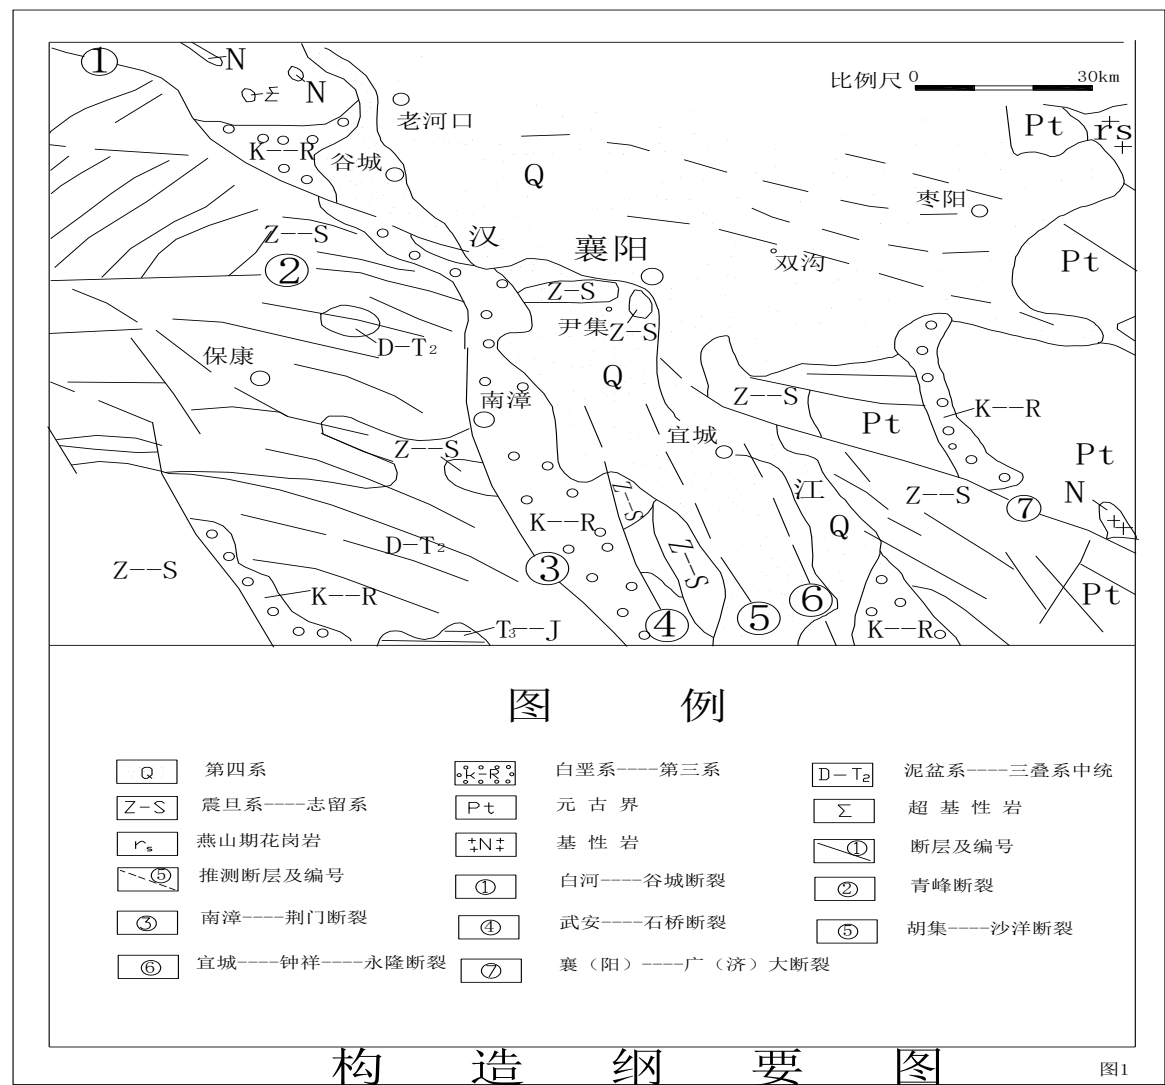 ① N
N
Σ
比例尺 0 30km
老河口
Pt
rs
K--R
谷城
Q
枣阳
Z--S
汉
襄阳
双沟
Pt
②
Z-S
尹集
Z-S
D-T₂
保康
Q
南漳
Z--S
K--R
宜城
Pt
Z--S
Pt
江
Z--S
N
Z--S
K--R
Q
⑦
D-T₂
Z--S
Z--S
③
K--R
Pt
④
⑤
⑥
T₃--J
K--R
图 例
Q 第四系
K-R 白垩系----第三系
D-T₂ 泥盆系----三叠系中统
Z-S 震旦系----志留系
Pt 元古界
Σ 超基性岩
rs 燕山期花岗岩
N 基性岩
① 断层及编号
⑤ 推测断层及编号
① 白河----谷城断裂
② 青峰断裂
③ 南漳----荆门断裂
④ 武安----石桥断裂
⑤ 胡集----沙洋断裂
⑥ 宜城----钟祥----永隆断裂
⑦ 襄（阳）----广（济）大断裂
构造纲要图
图1